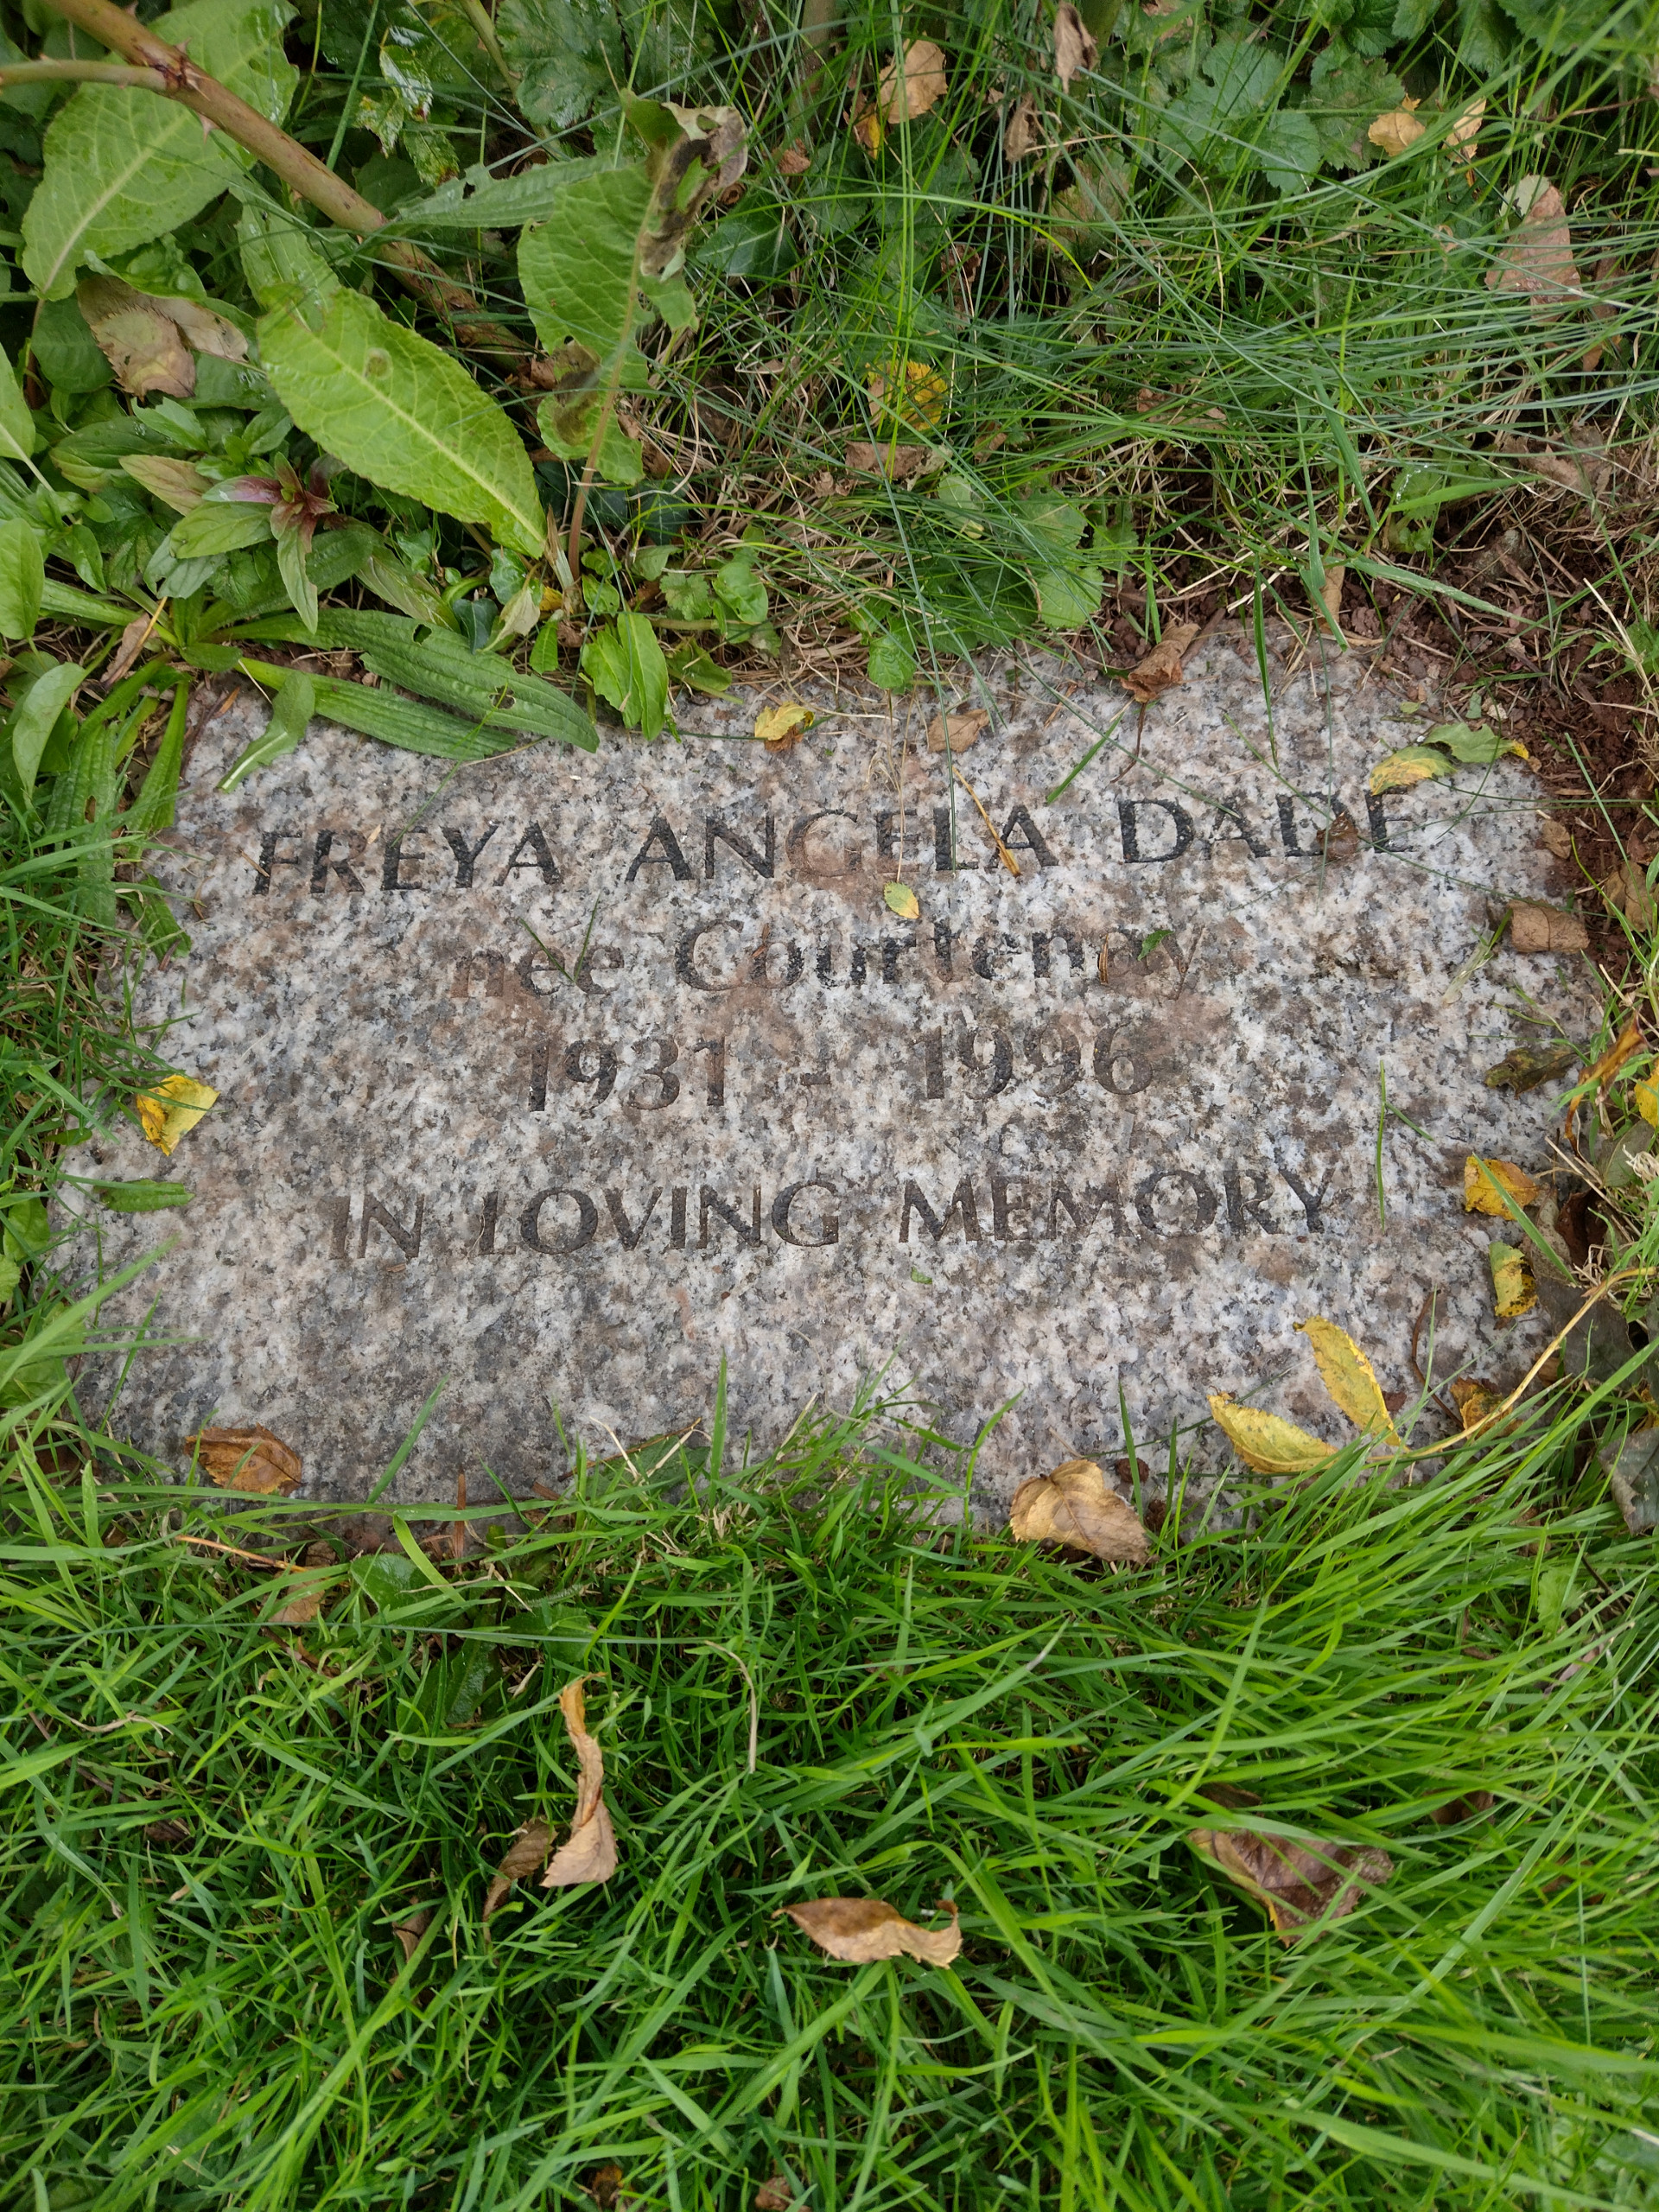 FREYA ANGELA DADE
nee Courtenay
1931 - 1996
IN LOVING MEMORY